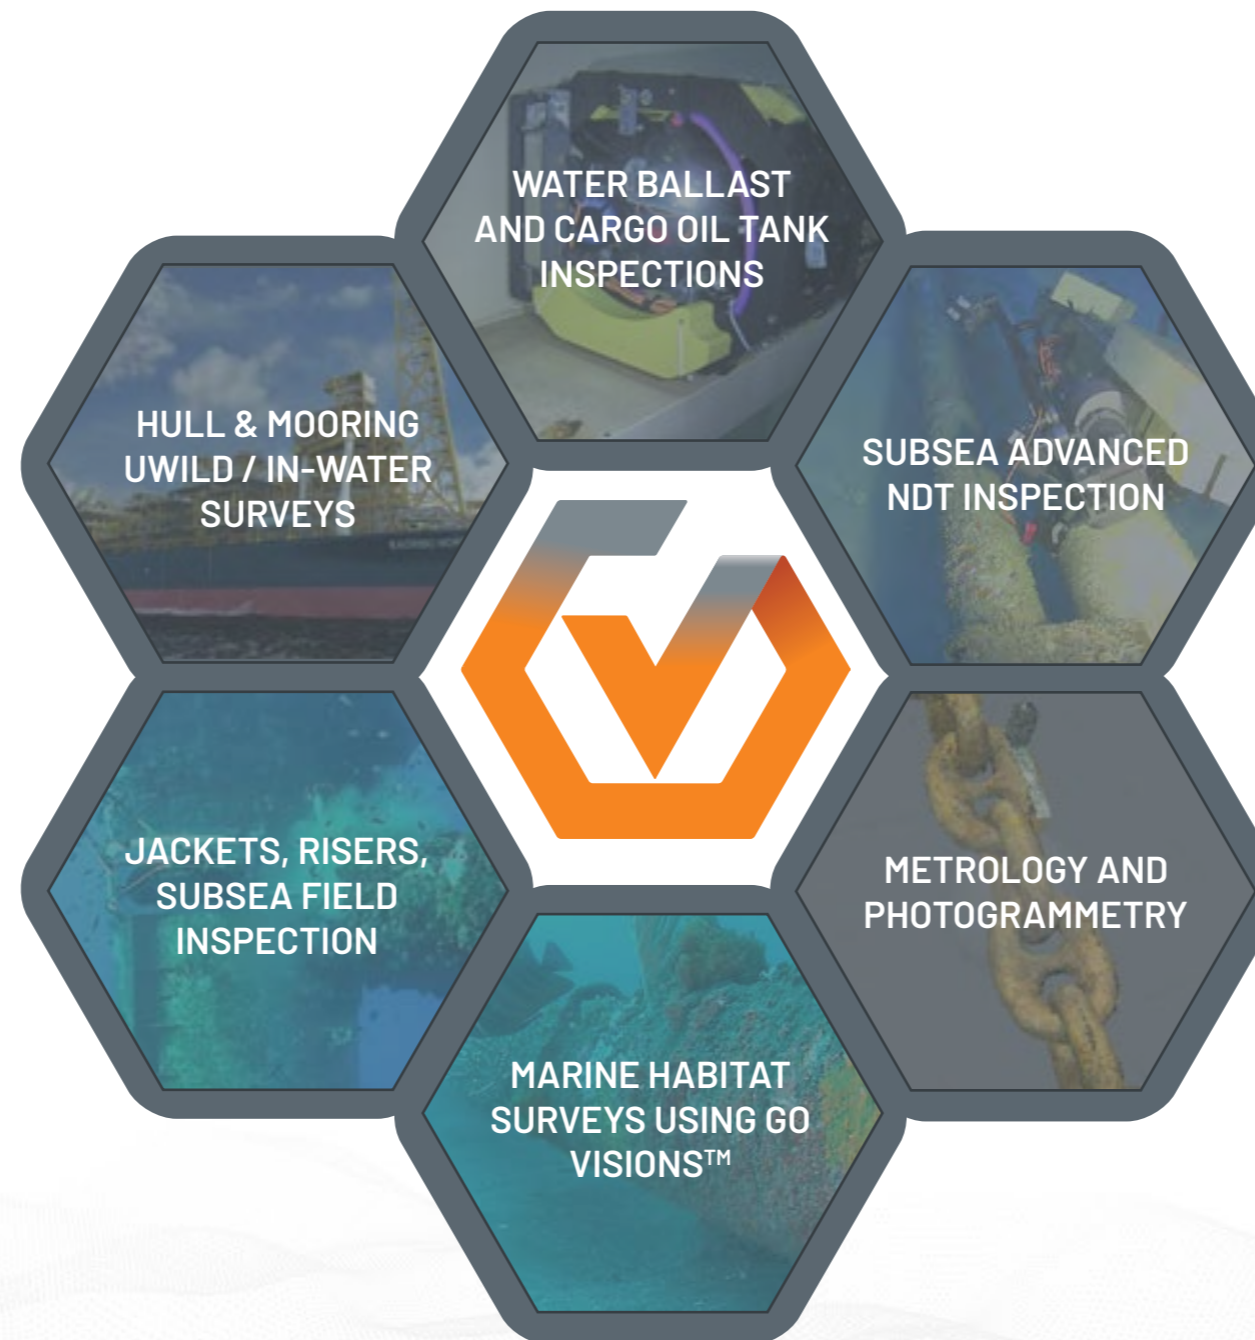 WATER BALLAST
AND CARGO OIL TANK
INSPECTIONS
HULL & MOORING
UWILD / IN-WATER
SURVEYS
SUBSEA ADVANCED
NDT INSPECTION
JACKETS, RISERS,
SUBSEA FIELD
INSPECTION
METROLOGY AND
PHOTOGRAMMETRY
MARINE HABITAT
SURVEYS USING GO
VISIONS™